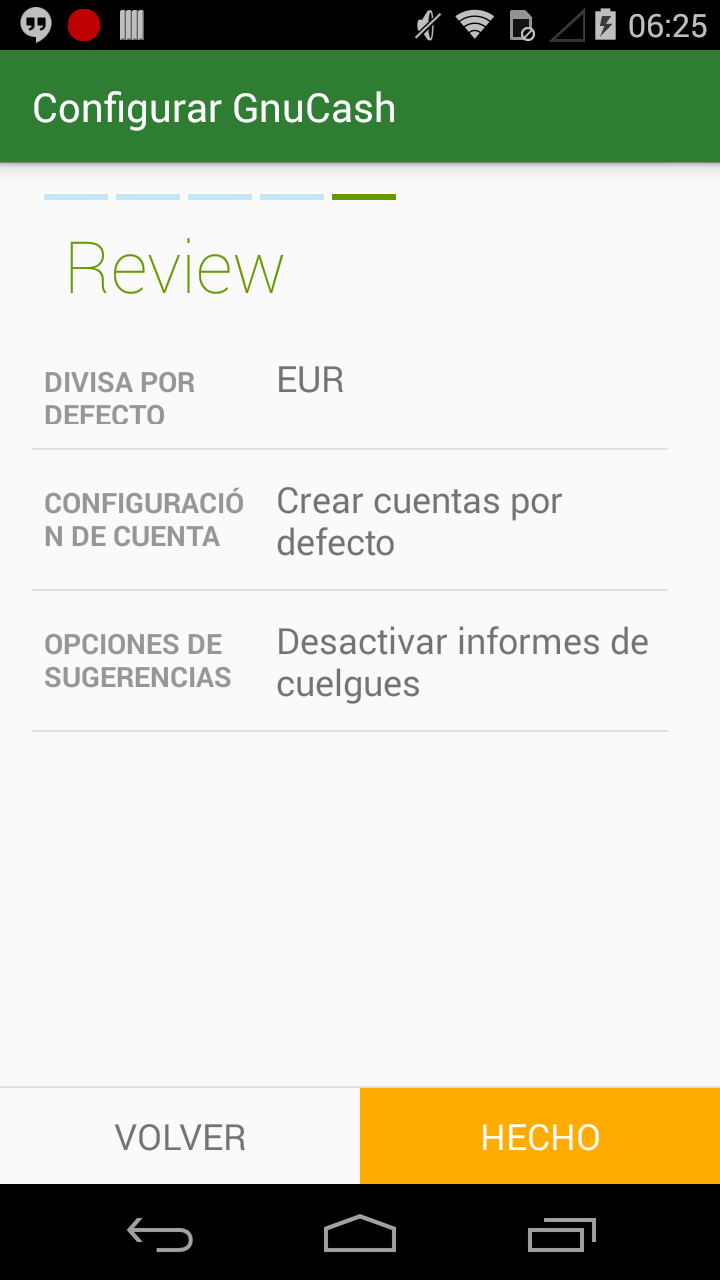 06:25
Configurar GnuCash
Review
DIVISA POR
DEFECTO
EUR
CONFIGURACIÓ
N DE CUENTA
Crear cuentas por
defecto
OPCIONES DE
SUGERENCIAS
Desactivar informes de
cuelgues
VOLVER
HECHO